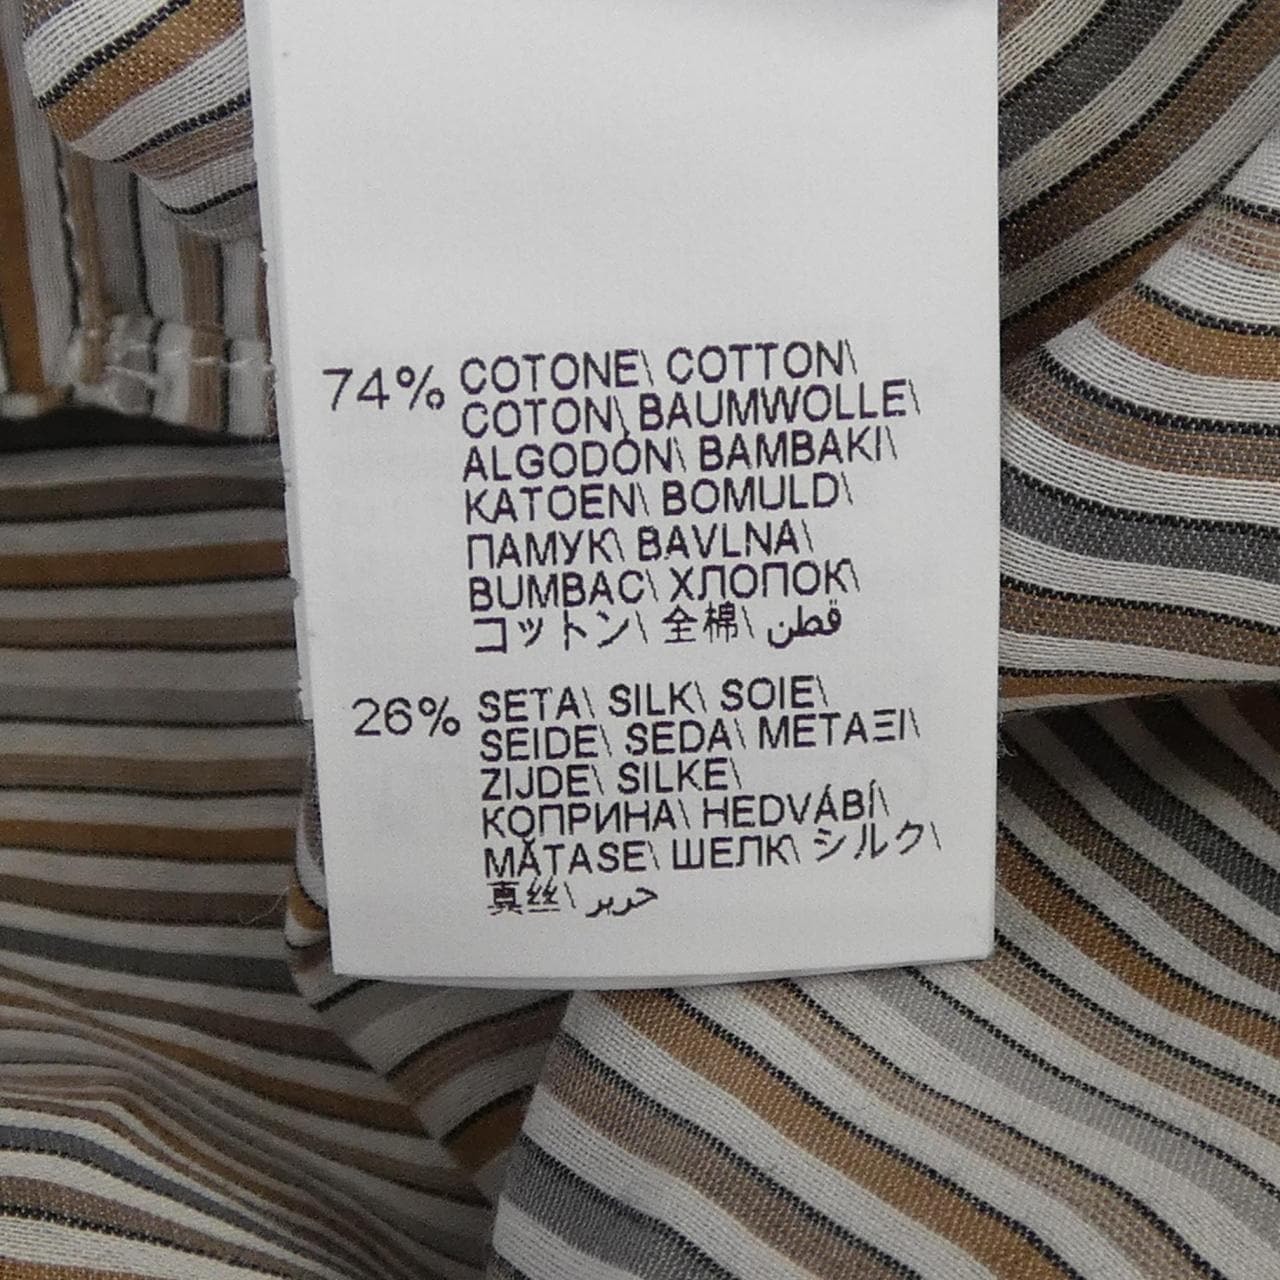 74% COTONE\ COTTON\
COTON\ BAUMWOLLE\
ALGODÓN\ BAMBAKI\
KATOEN\ BOMULD\
ПАМУК\ BAVLNA\
BUMBAC\ ХЛОПОК\
コットン\ 全棉\ قطن
26% SETA\ SILK\ SOIE\
SEIDE\ SEDA\ ΜΕΤΑΞΙ\
ZIJDE\ SILKE\
КОПРИНА\ HEDVÁBÍ\
MĂTASE\ ШЕЛК\ シルク\
真丝\ حرير